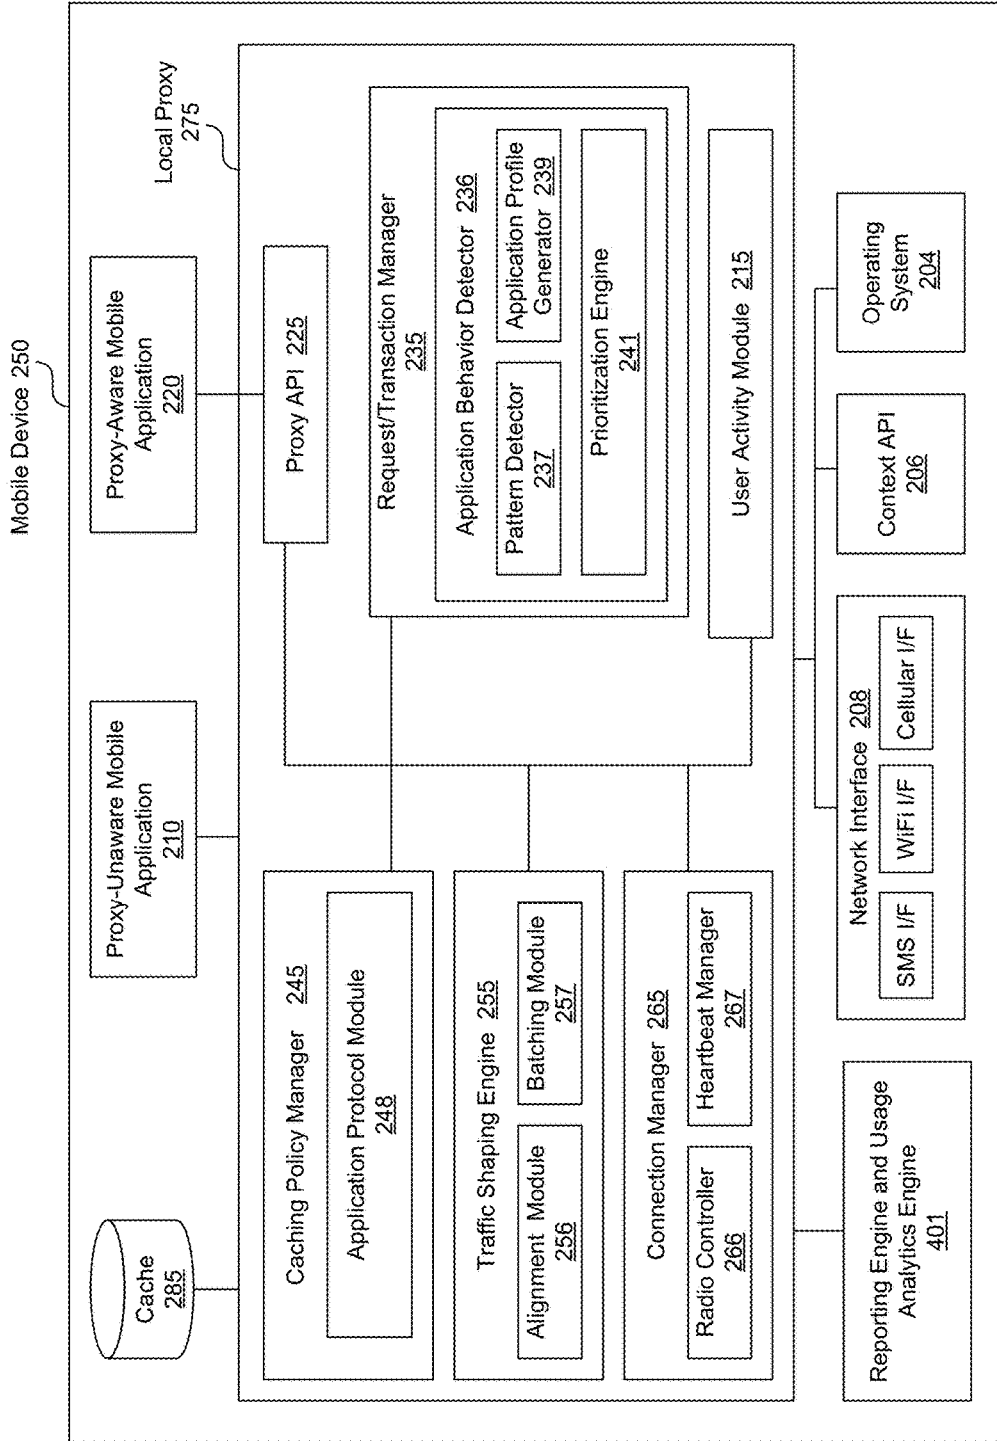 Mobile Device 250
Proxy-Aware Mobile
Application
220
Proxy-Unaware Mobile
Application
210
Cache
285
Local Proxy
275
Proxy API 225
Request/Transaction Manager
235
Application Behavior Detector 236
Pattern Detector
237
Application Profile
Generator 239
Prioritization Engine
241
User Activity Module 215
Caching Policy Manager 245
Application Protocol Module
248
Traffic Shaping Engine 255
Alignment Module
256
Batching Module
257
Connection Manager 265
Radio Controller
266
Heartbeat Manager
267
Reporting Engine and Usage
Analytics Engine
401
Network Interface 208
SMS I/F
WiFi I/F
Cellular I/F
Context API
206
Operating
System
204